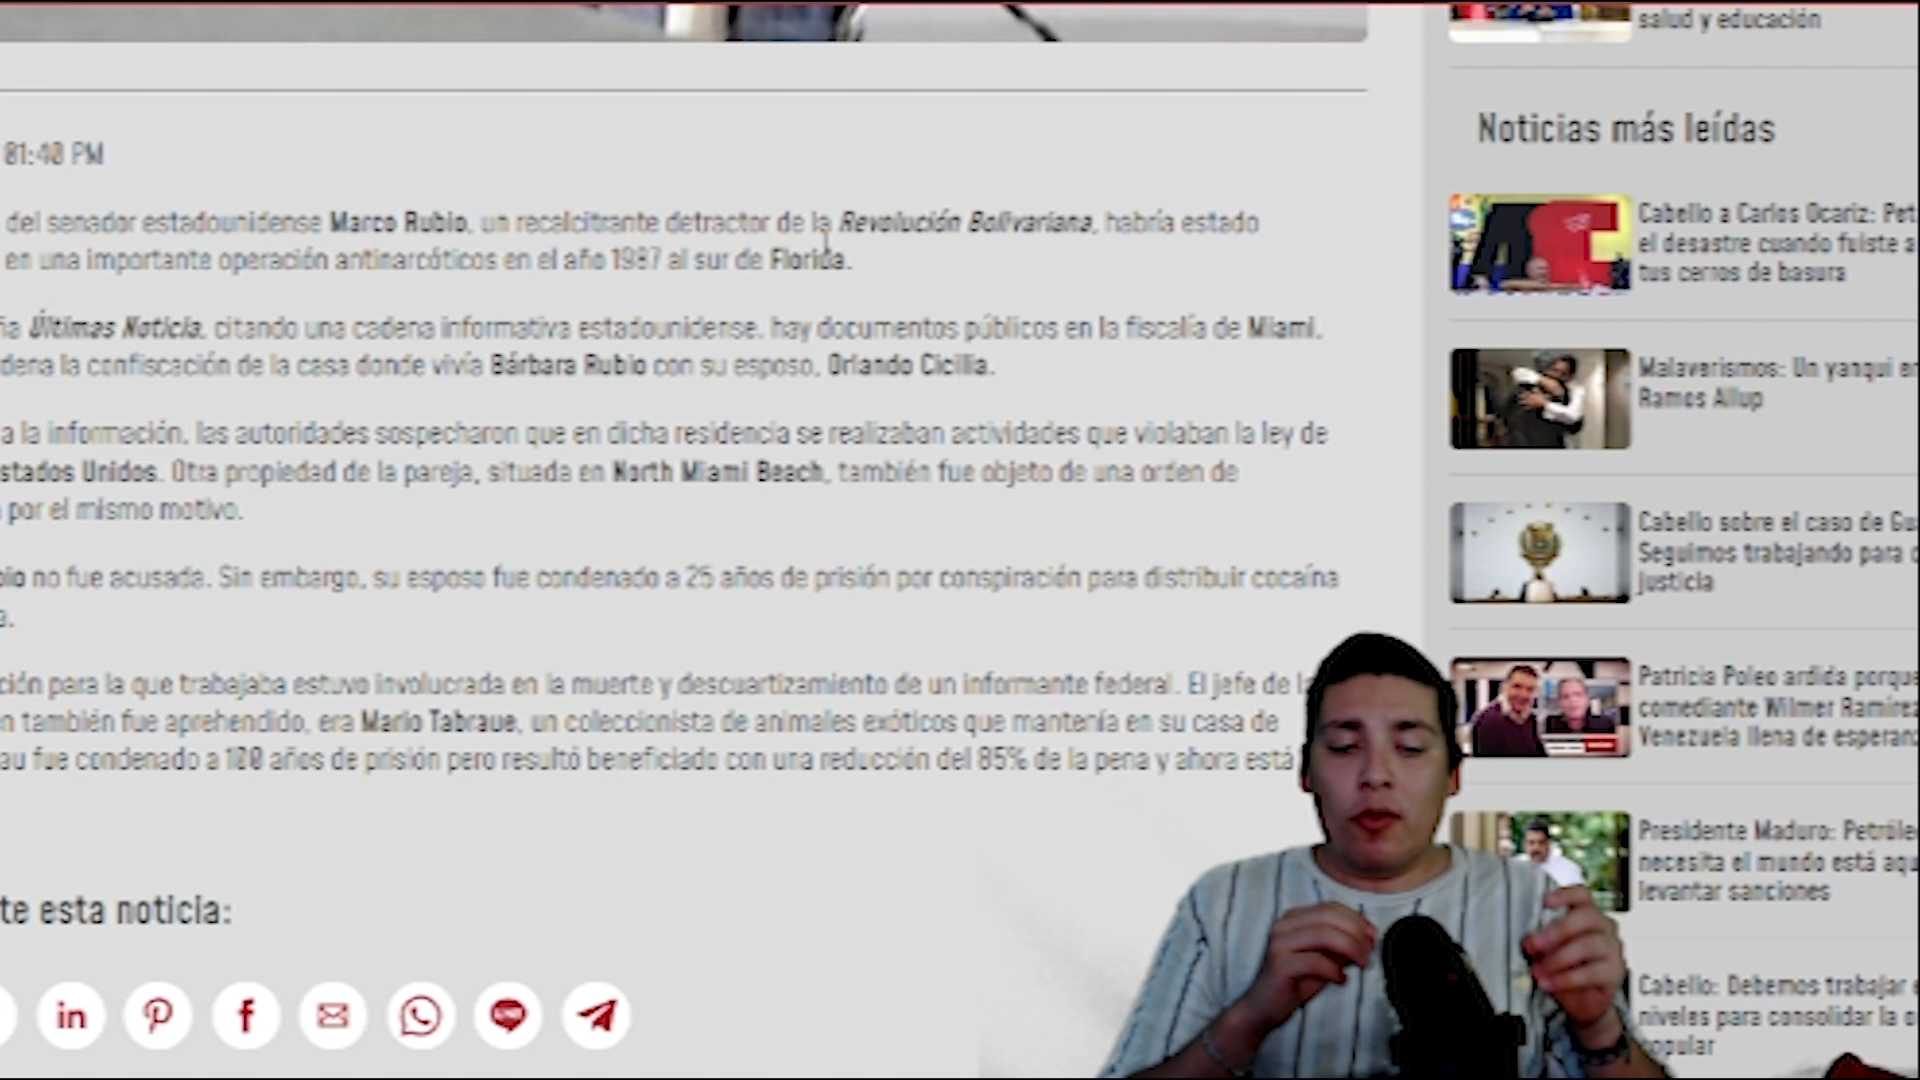 01:40 PM
del senador estadounidense Marco Rubio, un recalcitrante detractor de la Revolución Bolivariana, habría estado
en una importante operación antinarcóticos en el año 1987 al sur de Florida.
Últimas Noticia, citando una cadena informativa estadounidense, hay documentos públicos en la fiscalía de Miami,
dena la confiscación de la casa donde vivía Bárbara Rubio con su esposo, Orlando Cicilia.
a la información, las autoridades sospecharon que en dicha residencia se realizaban actividades que violaban la ley de
stados Unidos. Otra propiedad de la pareja, situada en North Miami Beach, también fue objeto de una orden de
por el mismo motivo.
bio no fue acusada. Sin embargo, su esposo fue condenado a 25 años de prisión por conspiración para distribuir cocaína
a.
ción para la que trabajaba estuvo involucrada en la muerte y descuartizamiento de un informante federal. El jefe de la
n también fue aprehendido, era Mario Tabraue, un coleccionista de animales exóticos que mantenía en su casa de
au fue condenado a 100 años de prisión pero resultó beneficiado con una reducción del 85% de la pena y ahora está
te esta noticia:
in
LINE
salud y educación
Noticias más leídas
Cabello a Carlos Ocariz: Pet
el desastre cuando fuiste a
tus cerros de basura
Malaverismos: Un yanqui en
Ramos Allup
Cabello sobre el caso de Gu
Seguimos trabajando para
justicia
Patricia Poleo ardida porque
comediante Wilmer Ramírez
Venezuela llena de esperan
Presidente Maduro: Petróle
necesita el mundo está aqu
levantar sanciones
Cabello: Debemos trabajar
niveles para consolidar la
popular